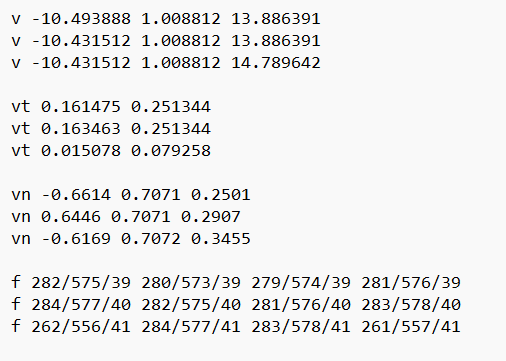 v -10.493888 1.008812 13.886391
v -10.431512 1.008812 13.886391
v -10.431512 1.008812 14.789642
vt 0.161475 0.251344
vt 0.163463 0.251344
vt 0.015078 0.079258
vn -0.6614 0.7071 0.2501
vn 0.6446 0.7071 0.2907
vn -0.6169 0.7072 0.3455
f 282/575/39 280/573/39 279/574/39 281/576/39
f 284/577/40 282/575/40 281/576/40 283/578/40
f 262/556/41 284/577/41 283/578/41 261/557/41